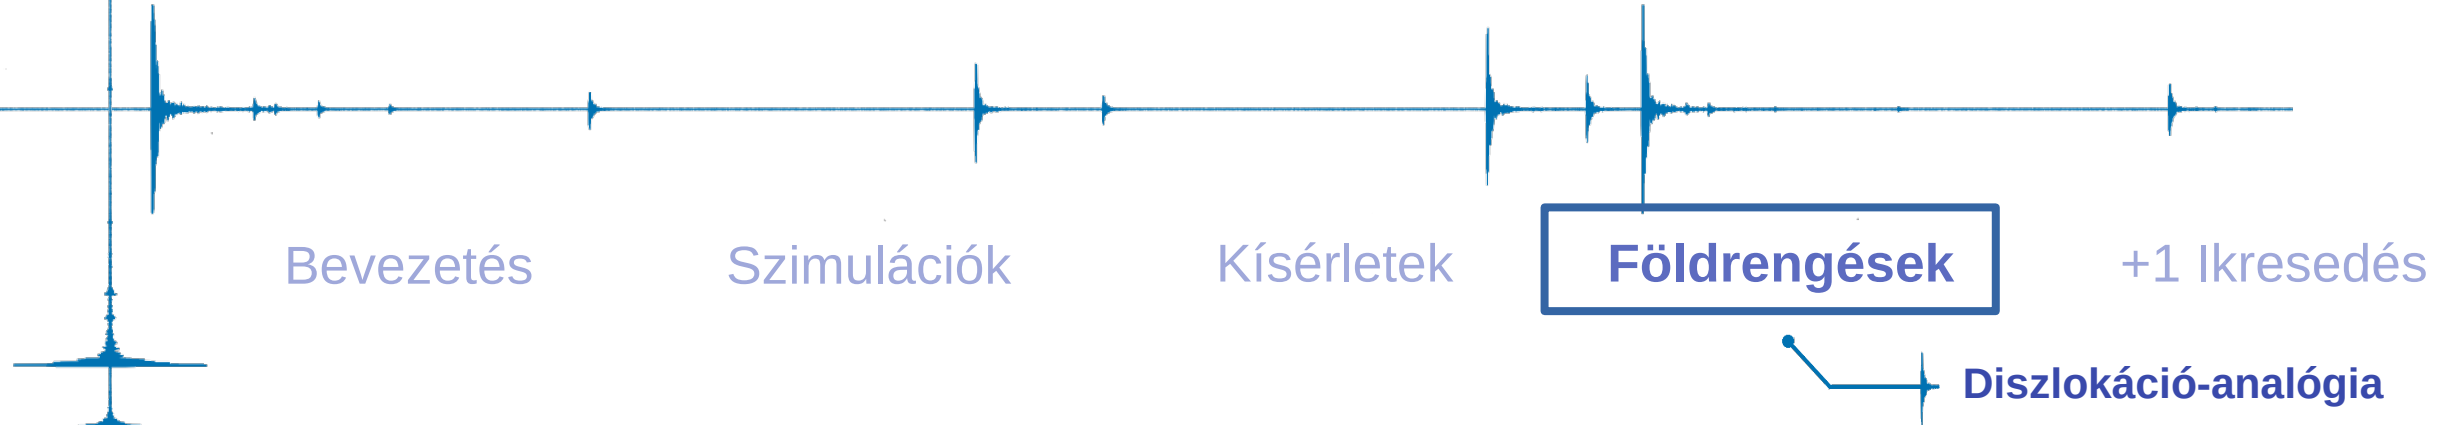 Bevezetés Szimulációk Kísérletek Földrengések +1 Ikresedés
Diszlokáció-analógia